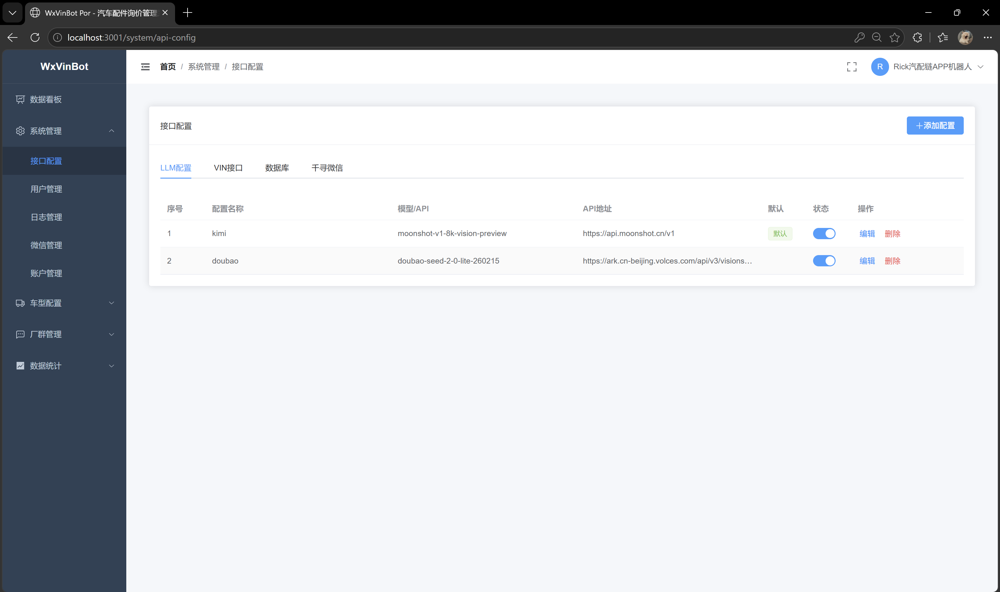 WxVinBot Por - 汽车配件询价管理
localhost:3001/system/api-config
WxVinBot
首页 / 系统管理 / 接口配置
R Rick汽配链APP机器人
数据看板
系统管理
接口配置
用户管理
日志管理
微信管理
账户管理
车型配置
厂群管理
数据统计
接口配置
+添加配置
LLM配置 VIN接口 数据库 千寻微信
序号 配置名称 模型/API API地址 默认 状态 操作
1 kimi moonshot-v1-8k-vision-preview https://api.moonshot.cn/v1 默认 编辑 删除
2 doubao doubao-seed-2-0-lite-260215 https://ark.cn-beijing.volces.com/api/v3/visions… 编辑 删除